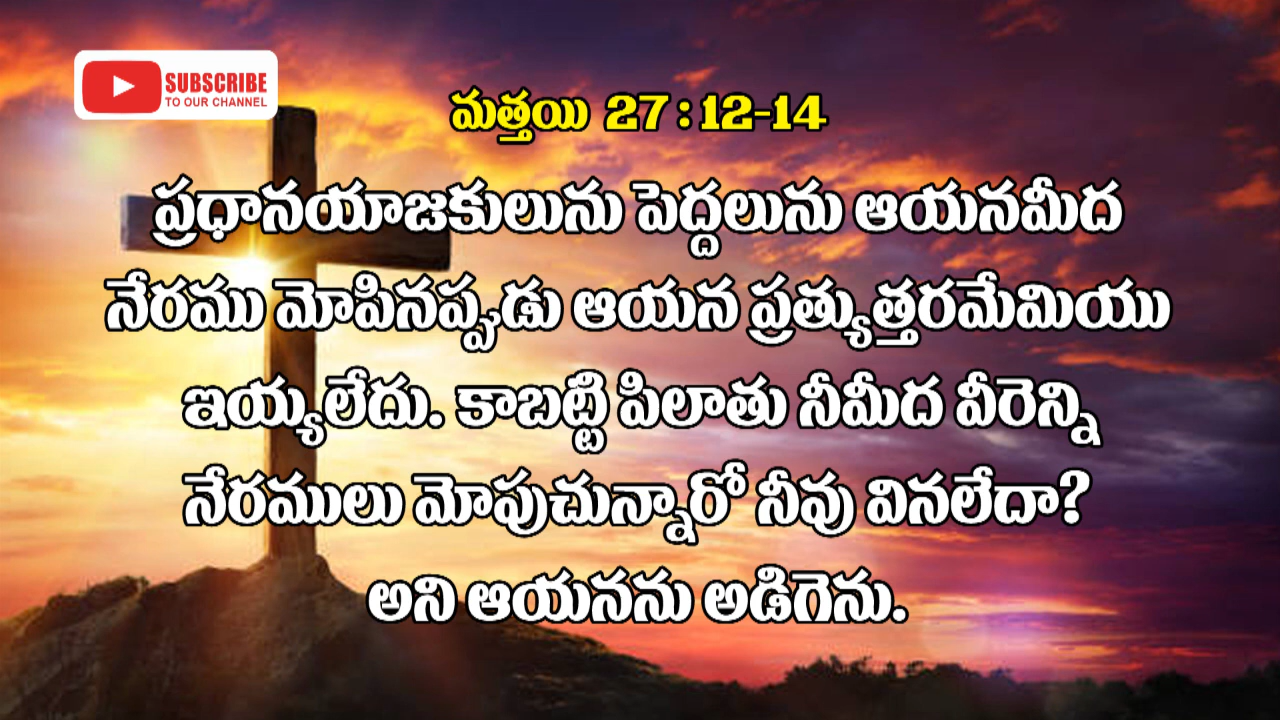 SUBSCRIBE
TO OUR CHANNEL
మత్తయి 27 : 12-14
ప్రధానయాజకులును పెద్దలును ఆయనమీద
నేరము మోపినప్పుడు ఆయన ప్రత్యుత్తరమేమియు
ఇయ్యలేదు. కాబట్టి పిలాతు నీమీద వీరెన్ని
నేరములు మోపుచున్నారో నీవు వినలేదా?
అని ఆయనను అడిగెను.